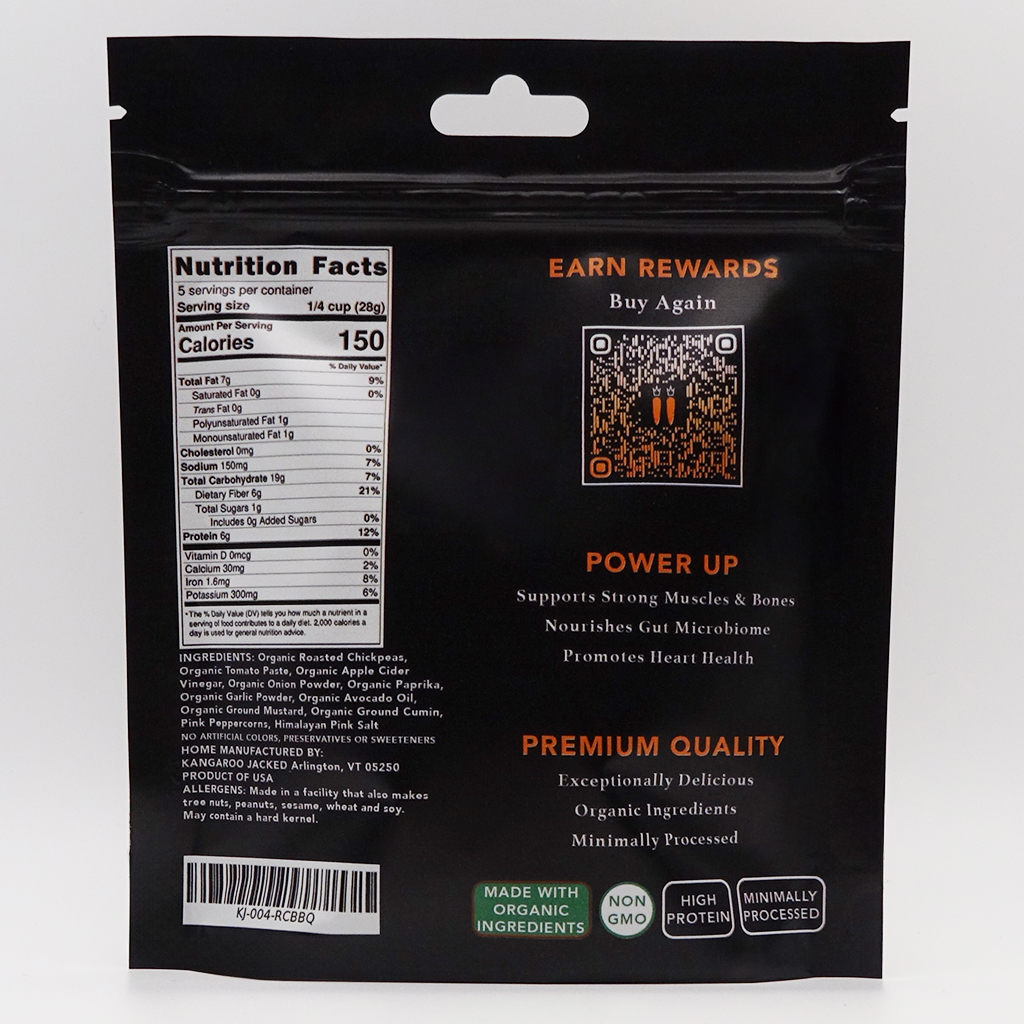 Nutrition Facts
5 servings per container
Serving size 1/4 cup (28g)
Amount Per Serving
Calories 150
% Daily Value*
Total Fat 7g 9%
Saturated Fat 0g 0%
Trans Fat 0g
Polyunsaturated Fat 1g
Monounsaturated Fat 1g
Cholesterol 0mg 0%
Sodium 150mg 7%
Total Carbohydrate 19g 7%
Dietary Fiber 6g 21%
Total Sugars 1g
Includes 0g Added Sugars 0%
Protein 6g 12%
Vitamin D 0mcg 0%
Calcium 30mg 2%
Iron 1.6mg 8%
Potassium 300mg 6%
*The % Daily Value (DV) tells you how much a nutrient in a
serving of food contributes to a daily diet. 2,000 calories a
day is used for general nutrition advice.
INGREDIENTS: Organic Roasted Chickpeas,
Organic Tomato Paste, Organic Apple Cider
Vinegar, Organic Onion Powder, Organic Paprika,
Organic Garlic Powder, Organic Avocado Oil,
Organic Ground Mustard, Organic Ground Cumin,
Pink Peppercorns, Himalayan Pink Salt
NO ARTIFICIAL COLORS, PRESERVATIVES OR SWEETENERS
HOME MANUFACTURED BY:
KANGAROO JACKED Arlington, VT 05250
PRODUCT OF USA
ALLERGENS: Made in a facility that also makes
tree nuts, peanuts, sesame, wheat and soy.
May contain a hard kernel.
KJ-004-RCBBQ
EARN REWARDS
Buy Again
POWER UP
Supports Strong Muscles & Bones
Nourishes Gut Microbiome
Promotes Heart Health
PREMIUM QUALITY
Exceptionally Delicious
Organic Ingredients
Minimally Processed
MADE WITH
ORGANIC
INGREDIENTS
NON
GMO
HIGH
PROTEIN
MINIMALLY
PROCESSED